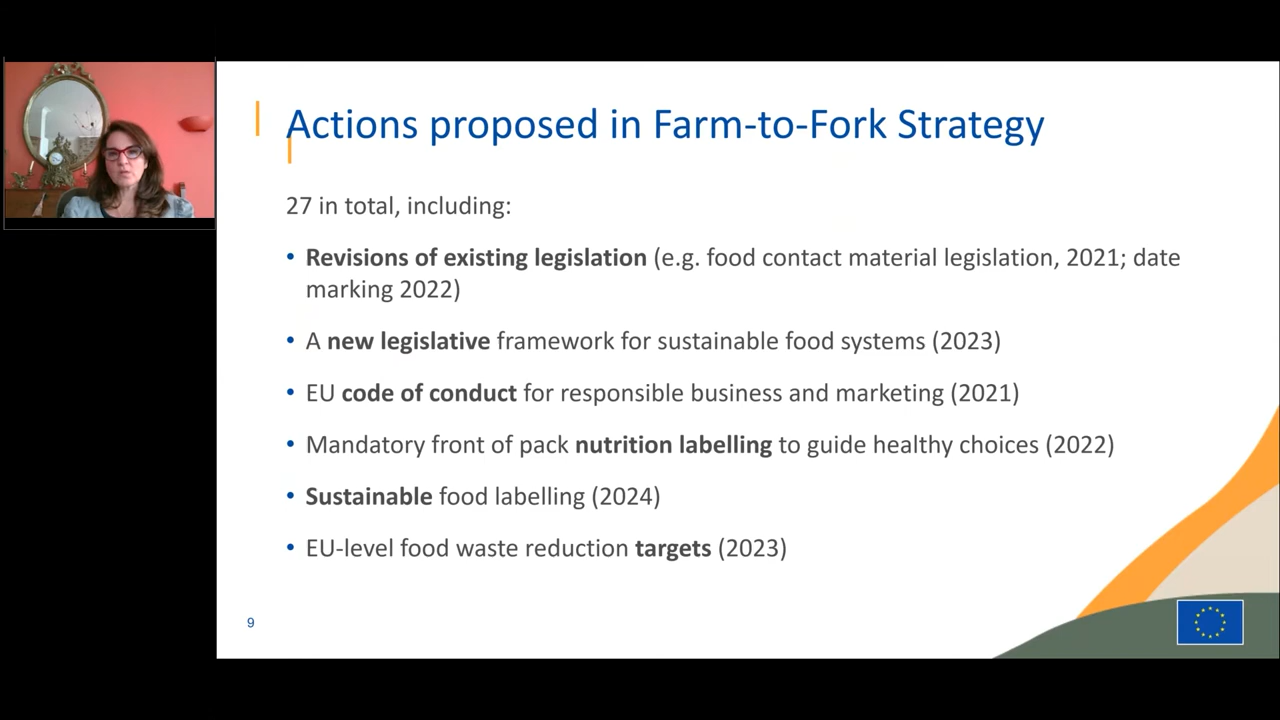 Actions proposed in Farm-to-Fork Strategy
27 in total, including:
• Revisions of existing legislation (e.g. food contact material legislation, 2021; date
marking 2022)
• A new legislative framework for sustainable food systems (2023)
• EU code of conduct for responsible business and marketing (2021)
• Mandatory front of pack nutrition labelling to guide healthy choices (2022)
• Sustainable food labelling (2024)
• EU-level food waste reduction targets (2023)
9